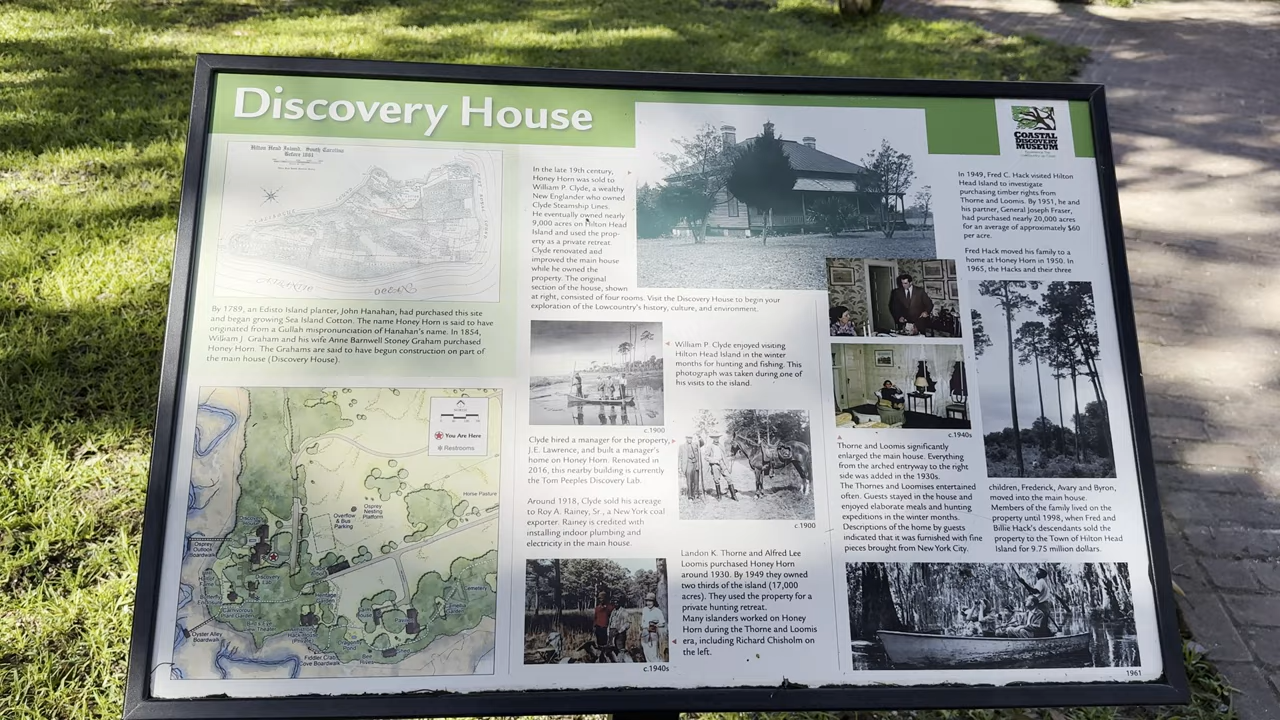 Discovery House
COASTAL
DISCOVERY
MUSEUM
Hilton Head Island, South Carolina
Before 1861
By 1789, an Edisto Island planter, John Hanahan, had purchased this site
and began growing Sea Island Cotton. The name Honey Horn is said to have
originated from a Gullah mispronunciation of Hanahan's name. In 1854,
William J. Graham and his wife Anne Barnwell Stoney Graham purchased
Honey Horn. The Grahams are said to have begun construction on part of
the main house (Discovery House).
You Are Here
Restrooms
Horse Pasture
Osprey
Nesting
Platform
Overflow
& Bus
Parking
Osprey
Outlook
Boardwalk
Discovery
Cemetery
Oyster Alley
Boardwalk
Fiddler Crab
Cove Boardwalk
In the late 19th century,
Honey Horn was sold to
William P. Clyde, a wealthy
New Englander who owned
Clyde Steamship Lines.
He eventually owned nearly
9,000 acres on Hilton Head
Island and used the prop-
erty as a private retreat.
Clyde renovated and
improved the main house
while he owned the
property. The original
section of the house, shown
at right, consisted of four rooms. Visit the Discovery House to begin your
exploration of the Lowcountry's history, culture, and environment.
c.1900
William P. Clyde enjoyed visiting
Hilton Head Island in the winter
months for hunting and fishing. This
photograph was taken during one of
his visits to the island.
Clyde hired a manager for the property,
J.E. Lawrence, and built a manager's
home on Honey Horn. Renovated in
2016, this nearby building is currently
the Tom Peeples Discovery Lab.
c.1900
Around 1918, Clyde sold his acreage
to Roy A. Rainey, Sr., a New York coal
exporter. Rainey is credited with
installing indoor plumbing and
electricity in the main house.
c.1940s
Landon K. Thorne and Alfred Lee
Loomis purchased Honey Horn
around 1930. By 1949 they owned
two thirds of the island (17,000
acres). They used the property for a
private hunting retreat.
Many islanders worked on Honey
Horn during the Thorne and Loomis
era, including Richard Chisholm on
the left.
c.1940s
Thorne and Loomis significantly
enlarged the main house. Everything
from the arched entryway to the right
side was added in the 1930s.
The Thornes and Loomises entertained
often. Guests stayed in the house and
enjoyed elaborate meals and hunting
expeditions in the winter months.
Descriptions of the home by guests
indicated that it was furnished with fine
pieces brought from New York City.
In 1949, Fred C. Hack visited Hilton
Head Island to investigate
purchasing timber rights from
Thorne and Loomis. By 1951, he and
his partner, General Joseph Fraser,
had purchased nearly 20,000 acres
for an average of approximately $60
per acre.
Fred Hack moved his family to a
home at Honey Horn in 1950. In
1965, the Hacks and their three
children, Frederick, Avary and Byron,
moved into the main house.
Members of the family lived on the
property until 1998, when Fred and
Billie Hack's descendants sold the
property to the Town of Hilton Head
Island for 9.75 million dollars.
1961